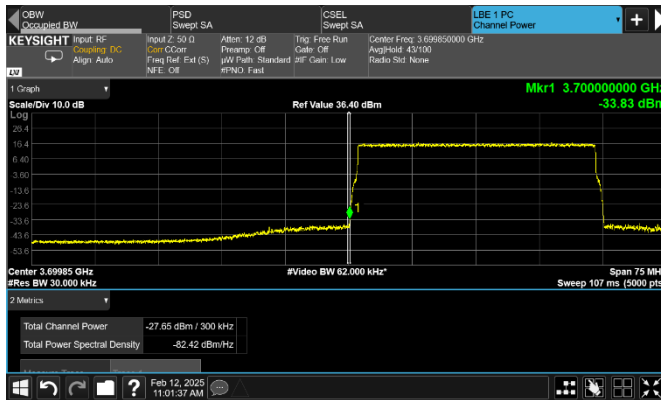 OBW
Occupied BW
PSD
Swept SA
CSEL
Swept SA
LBE 1 PC
Channel Power
KEYSIGHT
Input: RF
Coupling: DC
Align: Auto
Input Z: 50 Ω
Corr CCorr
Freq Ref: Ext (S)
NFE: Off
Atten: 12 dB
Preamp: Off
µW Path: Standard
#PNO: Fast
Trig: Free Run
Gate: Off
#IF Gain: Low
Center Freq: 3.699850000 GHz
Avg|Hold: 43/100
Radio Std: None
LXI
1 Graph
Mkr1 3.700000000 GHz
Scale/Div 10.0 dB
Ref Value 36.40 dBm
-33.83 dBm
Log
26.4
16.4
6.40
-3.60
-13.6
-23.6
-33.6
-43.6
-53.6
1
Center 3.69985 GHz
#Video BW 62.000 kHz*
Span 75 MH
#Res BW 30.000 kHz
Sweep 107 ms (5000 pts
2 Metrics
Total Channel Power
-27.65 dBm / 300 kHz
Total Power Spectral Density
-82.42 dBm/Hz
?
Feb 12, 2025
11:01:37 AM